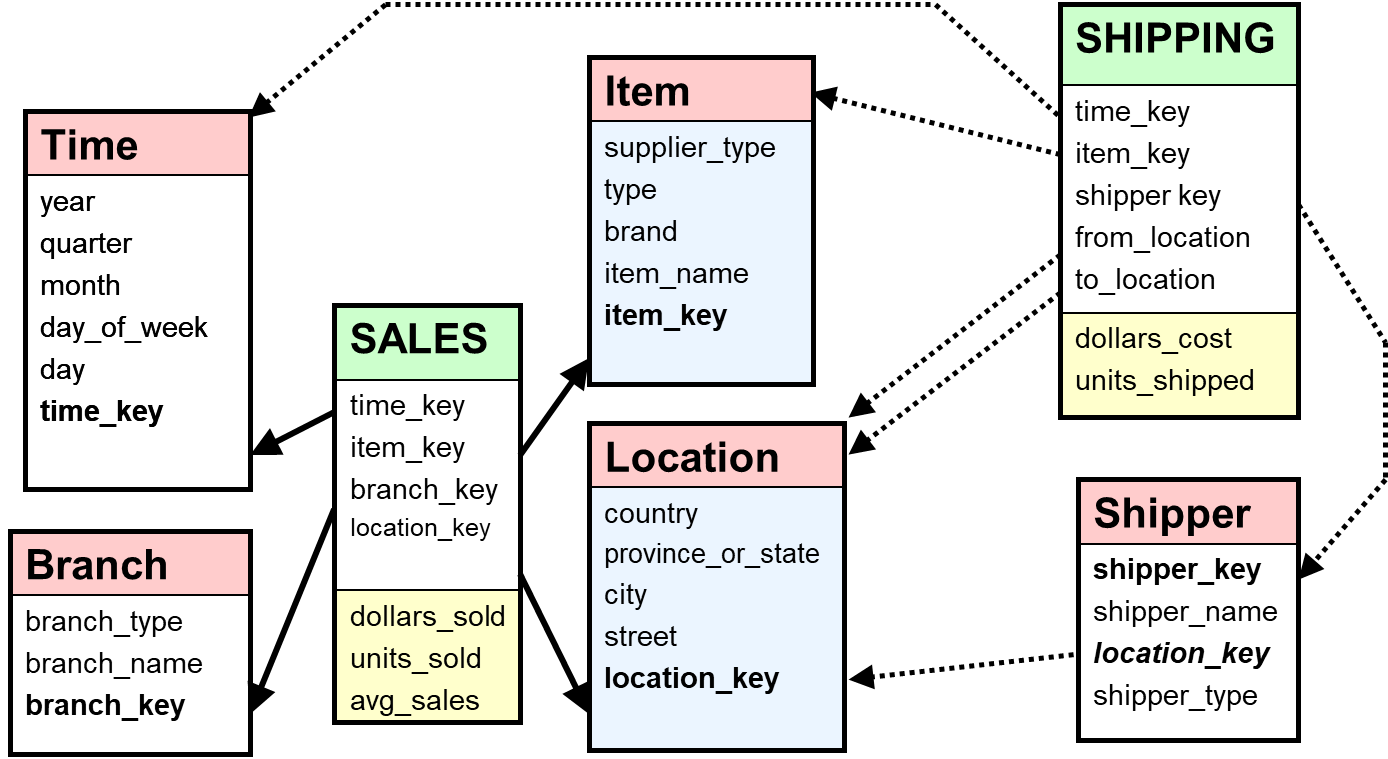 Time
year
quarter
month
day_of_week
day
time_key
Branch
branch_type
branch_name
branch_key
SALES
time_key
item_key
branch_key
location_key
dollars_sold
units_sold
avg_sales
Item
supplier_type
type
brand
item_name
item_key
Location
country
province_or_state
city
street
location_key
SHIPPING
time_key
item_key
shipper key
from_location
to_location
dollars_cost
units_shipped
Shipper
shipper_key
shipper_name
location_key
shipper_type